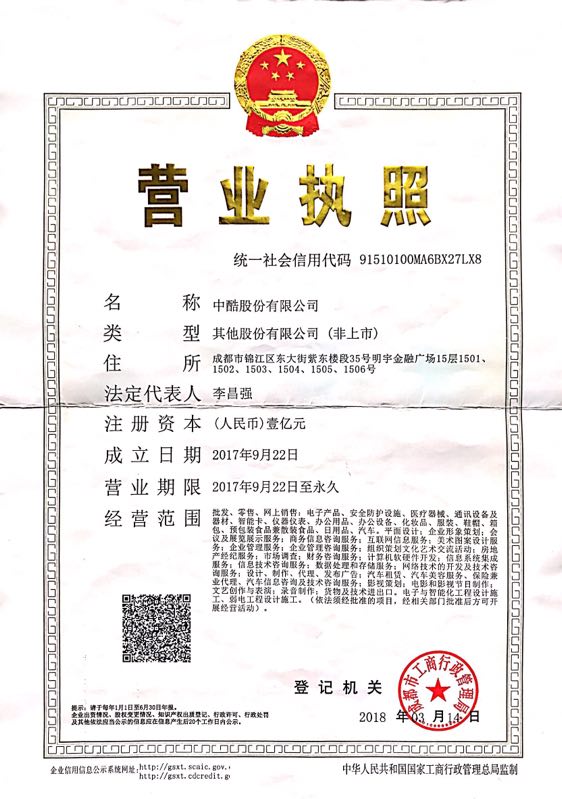 营业执照
统一社会信用代码 91510100MA6BX27LX8
名称 中酷股份有限公司
类型 其他股份有限公司 (非上市)
住所 成都市锦江区东大街紫东楼段35号明宇金融广场15层1501、
1502、1503、1504、1505、1506号
法定代表人 李昌强
注册资本 (人民币)壹亿元
成立日期 2017年9月22日
营业期限 2017年9月22日至永久
经营范围 批发、零售、网上销售：电子产品、安全防护设施、医疗器械、通讯设备及
器材、智能卡、仪器仪表、办公用品、办公设备、化妆品、服装、鞋帽、箱
包、预包装食品兼散装食品、日用品、汽车。平面设计；企业形象策划；会
议及展览展示服务；商务信息咨询服务；互联网信息服务；美术图案设计服
务；企业管理服务；企业管理咨询服务；组织策划文化艺术交流活动；房地
产经纪服务；市场调查；财务咨询服务；计算机软硬件开发；信息系统集成
服务；信息技术咨询服务；数据处理和存储服务；网络技术的开发及技术咨
询服务；设计、制作、代理、发布广告；汽车租赁、汽车美容服务、保险兼
业代理、汽车信息咨询及技术咨询服务；影视策划；电影和影视节目制作；
文艺创作与表演；录音制作；货物及技术进出口。电子与智能化工程设计施
工、弱电工程设计施工。（依法须经批准的项目，经相关部门批准后方可开
展经营活动）。
登记机关
成都市工商行政管理局
2018 年 03 月 14 日
提示：请于每年1月1日至6月30日年报。
企业出资情况、股权变更情况、知识产权出质登记、行政许可、行政处罚
及其他依法应当公示的信息应在信息产生后20个工作日内公示。
企业信用信息公示系统网址：http://gsxt.scaic.gov.
http://gsxt.cdcredit.g
中华人民共和国国家工商行政管理总局监制